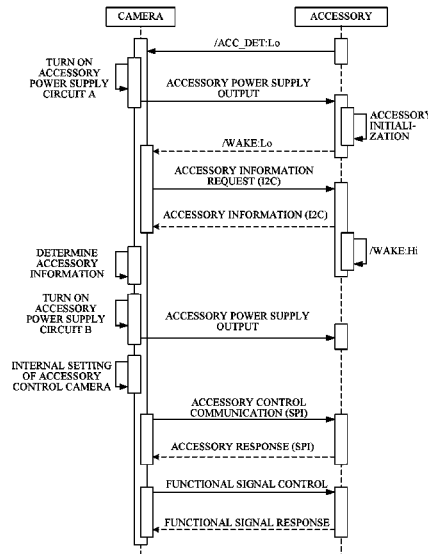 CAMERA
ACCESSORY
/ACC_DET:Lo
TURN ON
ACCESSORY
POWER SUPPLY
CIRCUIT A
ACCESSORY POWER SUPPLY
OUTPUT
ACCESSORY
INITIALI-
ZATION
/WAKE:Lo
ACCESSORY INFORMATION
REQUEST (I2C)
ACCESSORY INFORMATION (I2C)
/WAKE:Hi
DETERMINE
ACCESSORY
INFORMATION
TURN ON
ACCESSORY
POWER SUPPLY
CIRCUIT B
ACCESSORY POWER SUPPLY
OUTPUT
INTERNAL SETTING
OF ACCESSORY
CONTROL CAMERA
ACCESSORY CONTROL
COMMUNICATION (SPI)
ACCESSORY RESPONSE (SPI)
FUNCTIONAL SIGNAL CONTROL
FUNCTIONAL SIGNAL RESPONSE